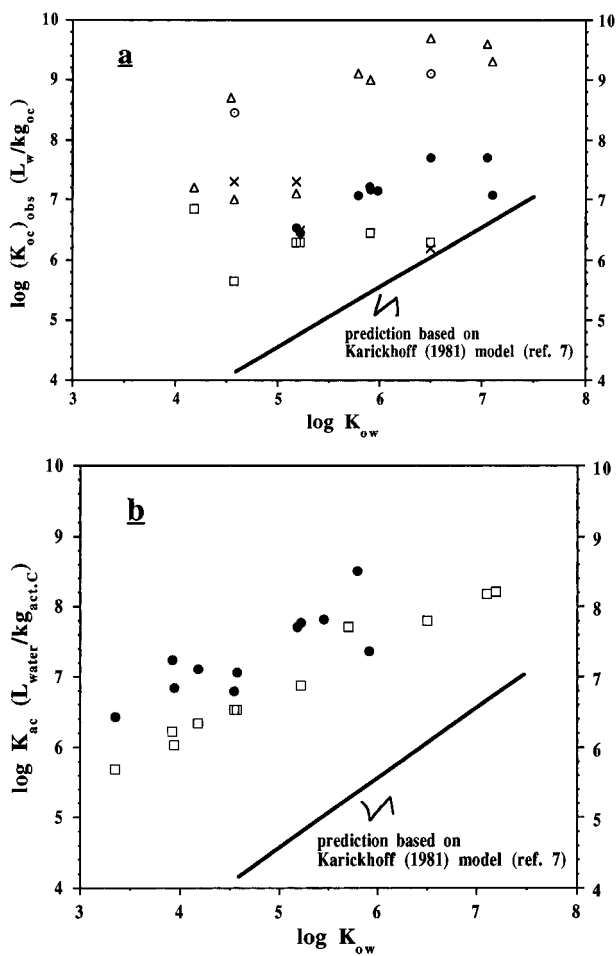 a
10
9
8
7
6
5
4
10
9
8
7
6
5
4
log (K_oc)_obs (L_w/kg_oc)
prediction based on
Karickhoff (1981) model (ref. 7)
3 4 5 6 7 8
log K_ow
b
10
9
8
7
6
5
4
10
9
8
7
6
5
4
log K_ac (L_water/kg_act.C)
prediction based on
Karickhoff (1981) model (ref. 7)
3 4 5 6 7 8
log K_ow